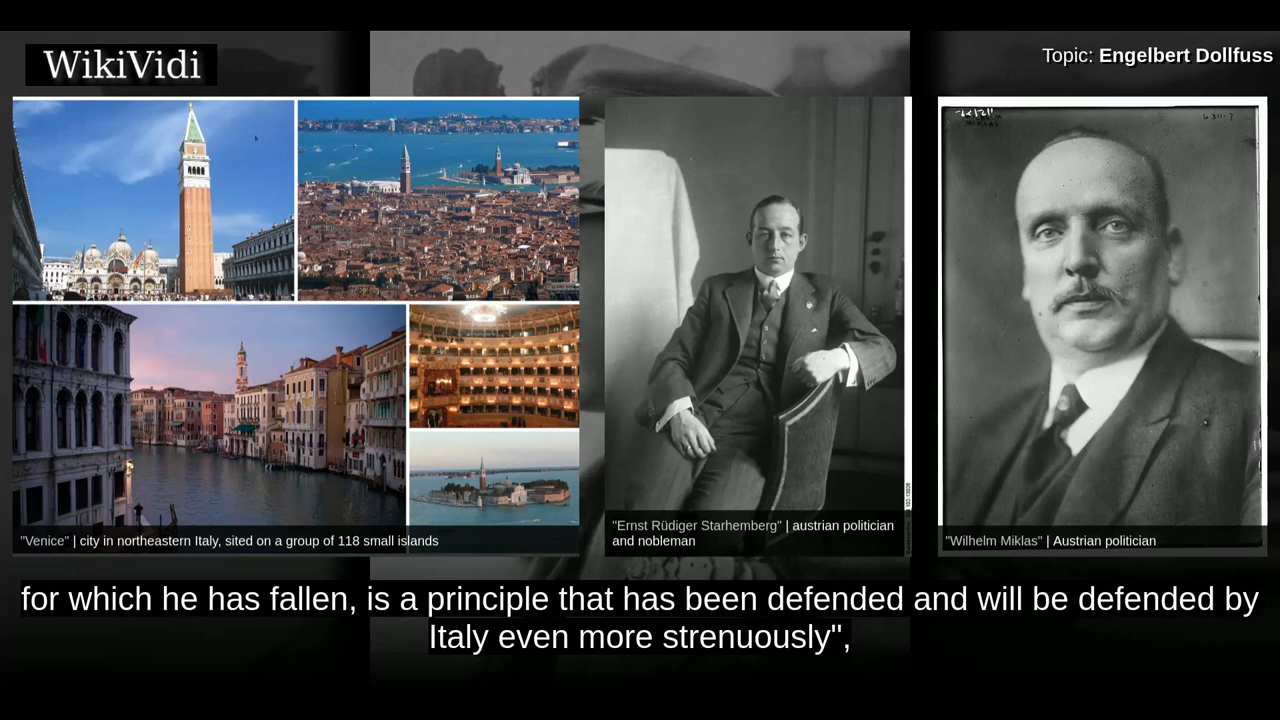 WikiVidi
Topic: Engelbert Dollfuss
"Venice" | city in northeastern Italy, sited on a group of 118 small islands
"Ernst Rüdiger Starhemberg" | austrian politician
and nobleman
"Wilhelm Miklas" | Austrian politician
for which he has fallen, is a principle that has been defended and will be defended by
Italy even more strenuously",